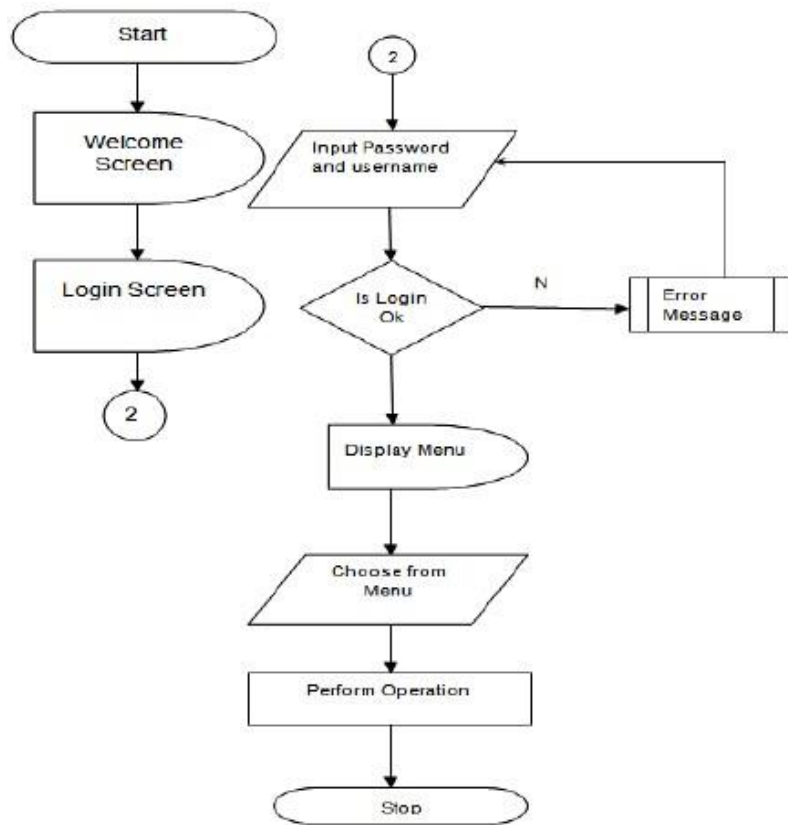 Start
Welcome
Screen
Login Screen
2
2
Input Password
and username
Is Login
Ok
N
Error
Message
Display Menu
Choose from
Menu
Perform Operation
Stop